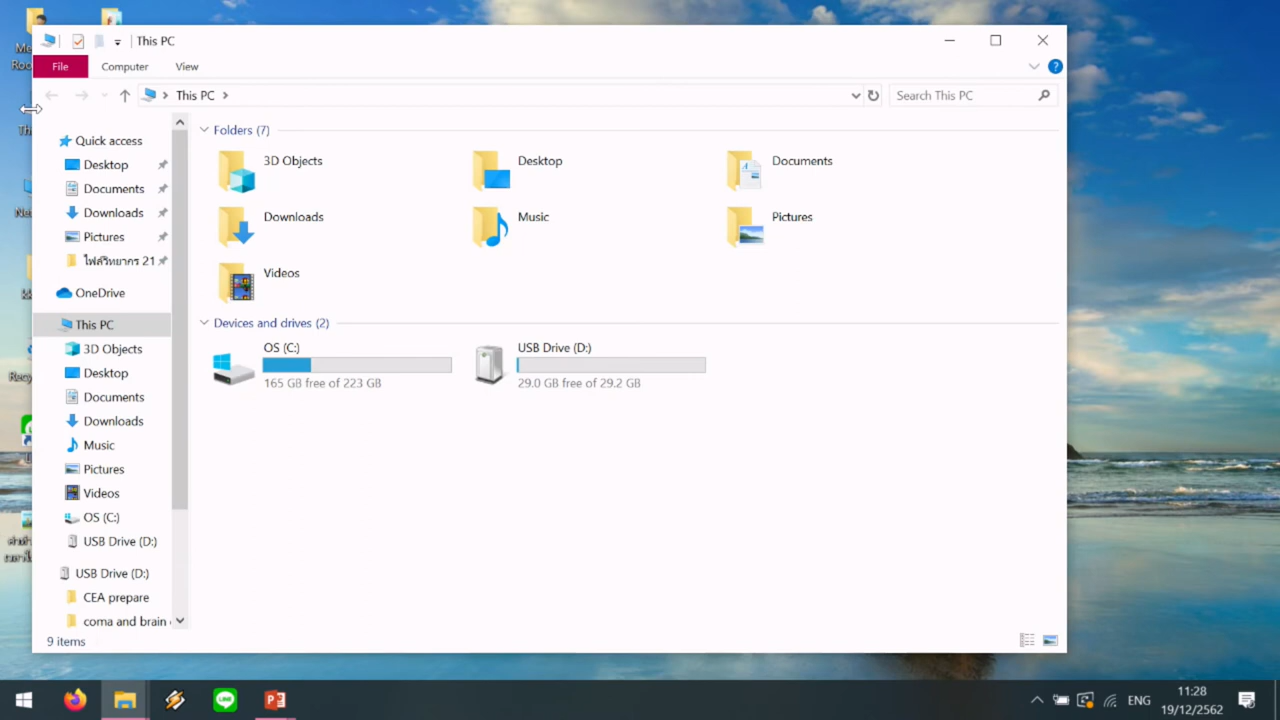 This PC
File
Computer
View
This PC
Search This PC
Quick access
Desktop
Documents
Downloads
Pictures
ไฟล์วิทยากร 21
OneDrive
This PC
3D Objects
Desktop
Documents
Downloads
Music
Pictures
Videos
OS (C:)
USB Drive (D:)
USB Drive (D:)
CEA prepare
coma and brain
Folders (7)
3D Objects
Desktop
Documents
Downloads
Music
Pictures
Videos
Devices and drives (2)
OS (C:)
165 GB free of 223 GB
USB Drive (D:)
29.0 GB free of 29.2 GB
9 items
LINE
ENG
11:28
19/12/2562